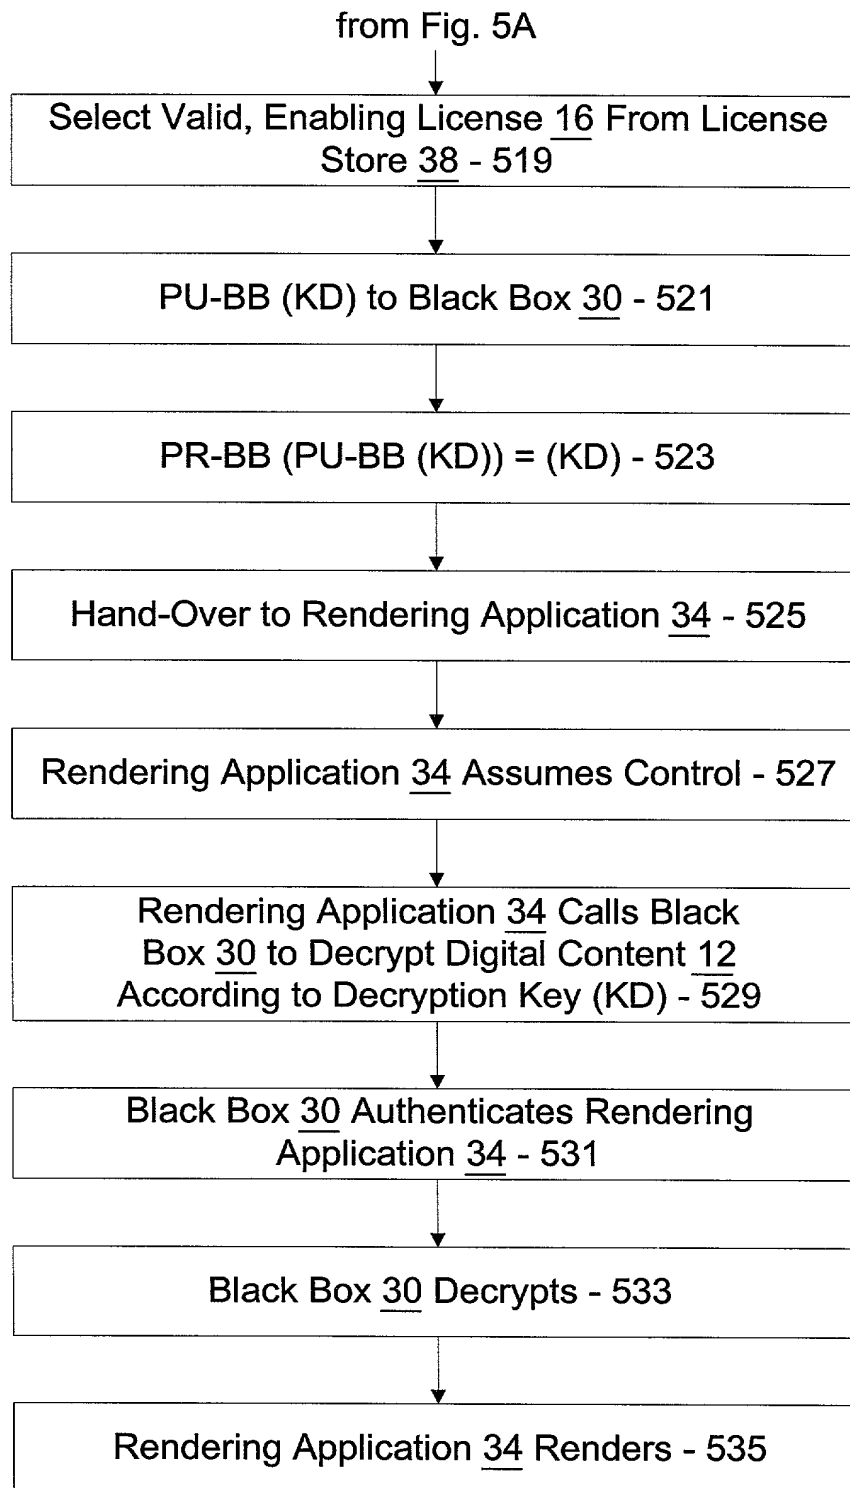 from Fig. 5A
Select Valid, Enabling License 16 From License
Store 38 - 519
PU-BB (KD) to Black Box 30 - 521
PR-BB (PU-BB (KD)) = (KD) - 523
Hand-Over to Rendering Application 34 - 525
Rendering Application 34 Assumes Control - 527
Rendering Application 34 Calls Black
Box 30 to Decrypt Digital Content 12
According to Decryption Key (KD) - 529
Black Box 30 Authenticates Rendering
Application 34 - 531
Black Box 30 Decrypts - 533
Rendering Application 34 Renders - 535